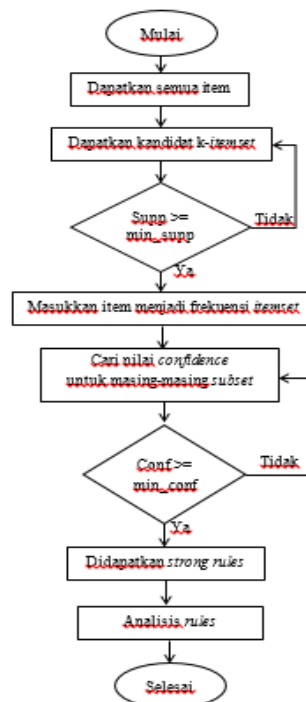 Mulai
Dapatkan semua item
Dapatkan kandidat k-itemset
Supp >=
min_supp
Tidak
Ya
Masukkan item menjadi frekuensi itemset
Cari nilai confidence
untuk masing-masing subset
Conf >=
min_conf
Tidak
Ya
Didapatkan strong rules
Analisis rules
Selesai